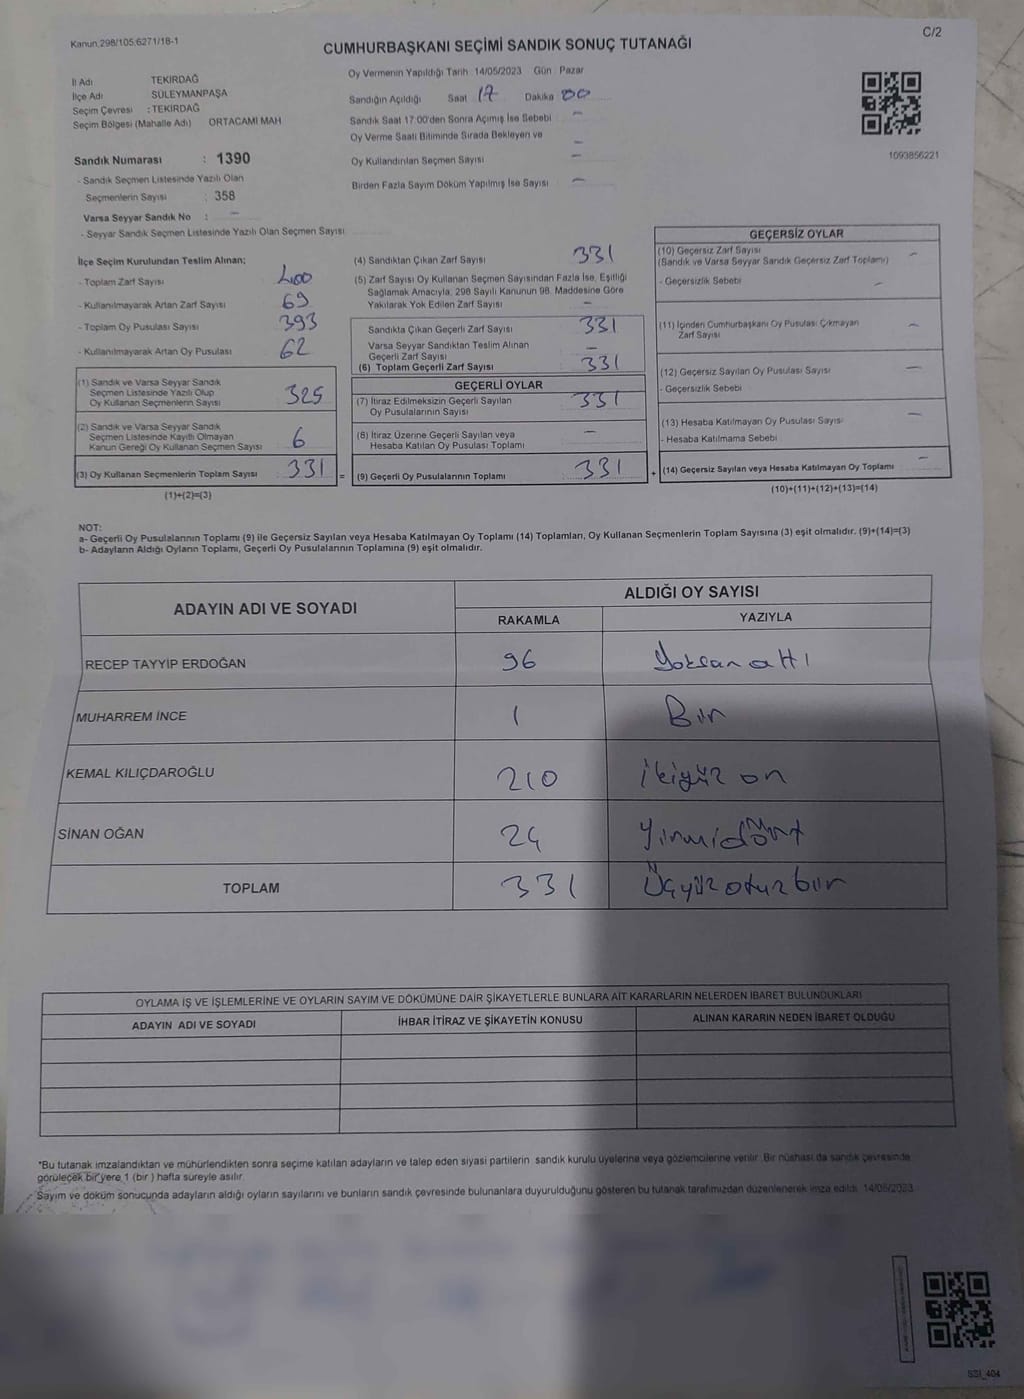 Kanun,298/105,6271/18-1
C/2
CUMHURBAŞKANI SEÇİMİ SANDIK SONUÇ TUTANAĞI
İl Adı TEKİRDAĞ
İlçe Adı SÜLEYMANPAŞA
Seçim Çevresi : TEKİRDAĞ
Seçim Bölgesi (Mahalle Adı) ORTACAMİ MAH
Oy Vermenin Yapıldığı Tarih 14/05/2023 Gün : Pazar
Sandığın Açıldığı Saat 17 Dakika 00
Sandık Saat 17:00'den Sonra Açımış İse Sebebi –
Oy Verme Saati Bitiminde Sırada Bekleyen ve –
Oy Kullandırılan Seçmen Sayısı –
Birden Fazla Sayım Döküm Yapılmış İse Sayısı –
1093856221
Sandık Numarası : 1390
- Sandık Seçmen Listesinde Yazılı Olan
Seçmenlerin Sayısı : 358
Varsa Seyyar Sandık No : –
- Seyyar Sandık Seçmen Listesinde Yazılı Olan Seçmen Sayısı
İlçe Seçim Kurulundan Teslim Alınan;
- Toplam Zarf Sayısı 400
- Kullanılmayarak Artan Zarf Sayısı 69
- Toplam Oy Pusulası Sayısı 393
- Kullanılmayarak Artan Oy Pusulası 62
(1) Sandık ve Varsa Seyyar Sandık
Seçmen Listesinde Yazılı Olup
Oy Kullanan Seçmenlerin Sayısı 325
(2) Sandık ve Varsa Seyyar Sandık
Seçmen Listesinde Kayıtlı Olmayan
Kanun Gereği Oy Kullanan Seçmen Sayısı 6
(3) Oy Kullanan Seçmenlerin Toplam Sayısı 331 =
(1)+(2)=(3)
(4) Sandıktan Çıkan Zarf Sayısı 331
(5) Zarf Sayısı Oy Kullanan Seçmen Sayısından Fazla İse, Eşitliği
Sağlamak Amacıyla, 298 Sayılı Kanunun 98. Maddesine Göre
Yakılarak Yok Edilen Zarf Sayısı –
Sandıkta Çıkan Geçerli Zarf Sayısı 331
Varsa Seyyar Sandıktan Teslim Alınan
Geçerli Zarf Sayısı –
(6) Toplam Geçerli Zarf Sayısı 331
GEÇERLİ OYLAR
(7) İtiraz Edilmeksizin Geçerli Sayılan
Oy Pusulalarının Sayısı 331
(8) İtiraz Üzerine Geçerli Sayılan veya
Hesaba Katılan Oy Pusulası Toplamı –
(9) Geçerli Oy Pusulalarının Toplamı 331 +
GEÇERSİZ OYLAR
(10) Geçersiz Zarf Sayısı –
(Sandık ve Varsa Seyyar Sandık Geçersiz Zarf Toplamı)
- Geçersizlik Sebebi –
(11) İçinden Cumhurbaşkanı Oy Pusulası Çıkmayan
Zarf Sayısı –
(12) Geçersiz Sayılan Oy Pusulası Sayısı –
- Geçersizlik Sebebi
(13) Hesaba Katılmayan Oy Pusulası Sayısı –
- Hesaba Katılmama Sebebi
(14) Geçersiz Sayılan veya Hesaba Katılmayan Oy Toplamı –
(10)+(11)+(12)+(13)=(14)
NOT:
a- Geçerli Oy Pusulalarının Toplamı (9) ile Geçersiz Sayılan veya Hesaba Katılmayan Oy Toplamı (14) Toplamları, Oy Kullanan Seçmenlerin Toplam Sayısına (3) eşit olmalıdır. (9)+(14)=(3)
b- Adayların Aldığı Oyların Toplamı, Geçerli Oy Pusulalarının Toplamına (9) eşit olmalıdır.
ADAYIN ADI VE SOYADI ALDIĞI OY SAYISI
RAKAMLA YAZIYLA
RECEP TAYYİP ERDOĞAN 96 Yoksan altı
MUHARREM İNCE 1 Bir
KEMAL KILIÇDAROĞLU 210 ikiyüz on
SİNAN OĞAN 24 Yirmidört
TOPLAM 331 Üçyüzotuzbir
OYLAMA İŞ VE İŞLEMLERİNE VE OYLARIN SAYIM VE DÖKÜMÜNE DAİR ŞİKAYETLERLE BUNLARA AİT KARARLARIN NELERDEN İBARET BULUNDUKLARI
ADAYIN ADI VE SOYADI İHBAR İTİRAZ VE ŞİKAYETİN KONUSU ALINAN KARARIN NEDEN İBARET OLDUĞU
*Bu tutanak imzalandıktan ve mühürlendikten sonra seçime katılan adayların ve talep eden siyasi partilerin sandık kurulu üyelerine veya gözlemcilerine verilir. Bir nüshası da sandık çevresinde
görülecek bir yere 1 (bir ) hafta süreyle asılır.
Sayım ve döküm sonucunda adayların aldığı oyların sayılarını ve bunların sandık çevresinde bulunanlara duyurulduğunu gösteren bu tutanak tarafımızdan düzenlenerek imza edildi. 14/05/2023
SSI_404